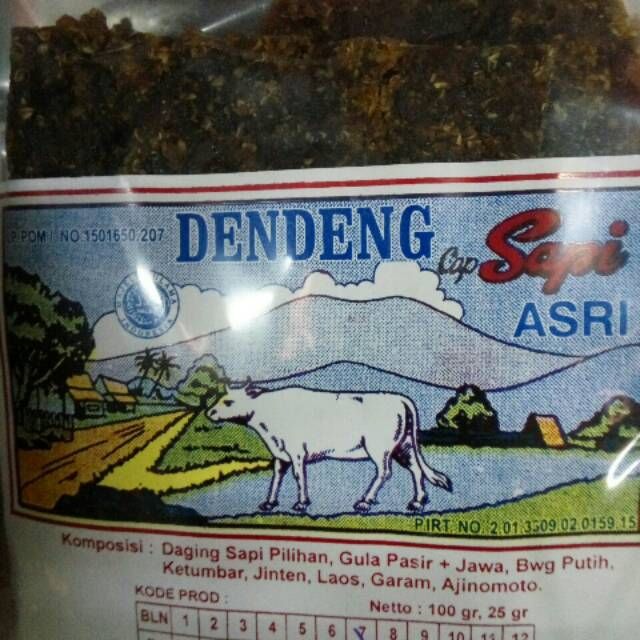 P-POM I NO.1501650.207
DENDENG
Cap Sapi
ASRI
PIRT NO. 2.01.3509.02.0159.15
Komposisi : Daging Sapi Pilihan, Gula Pasir + Jawa, Bwg Putih,
Ketumbar, Jinten, Laos, Garam, Ajinomoto.
KODE PROD :
Netto : 100 gr, 25 gr
BLN 1 2 3 4 5 6 8 9 10 11 12